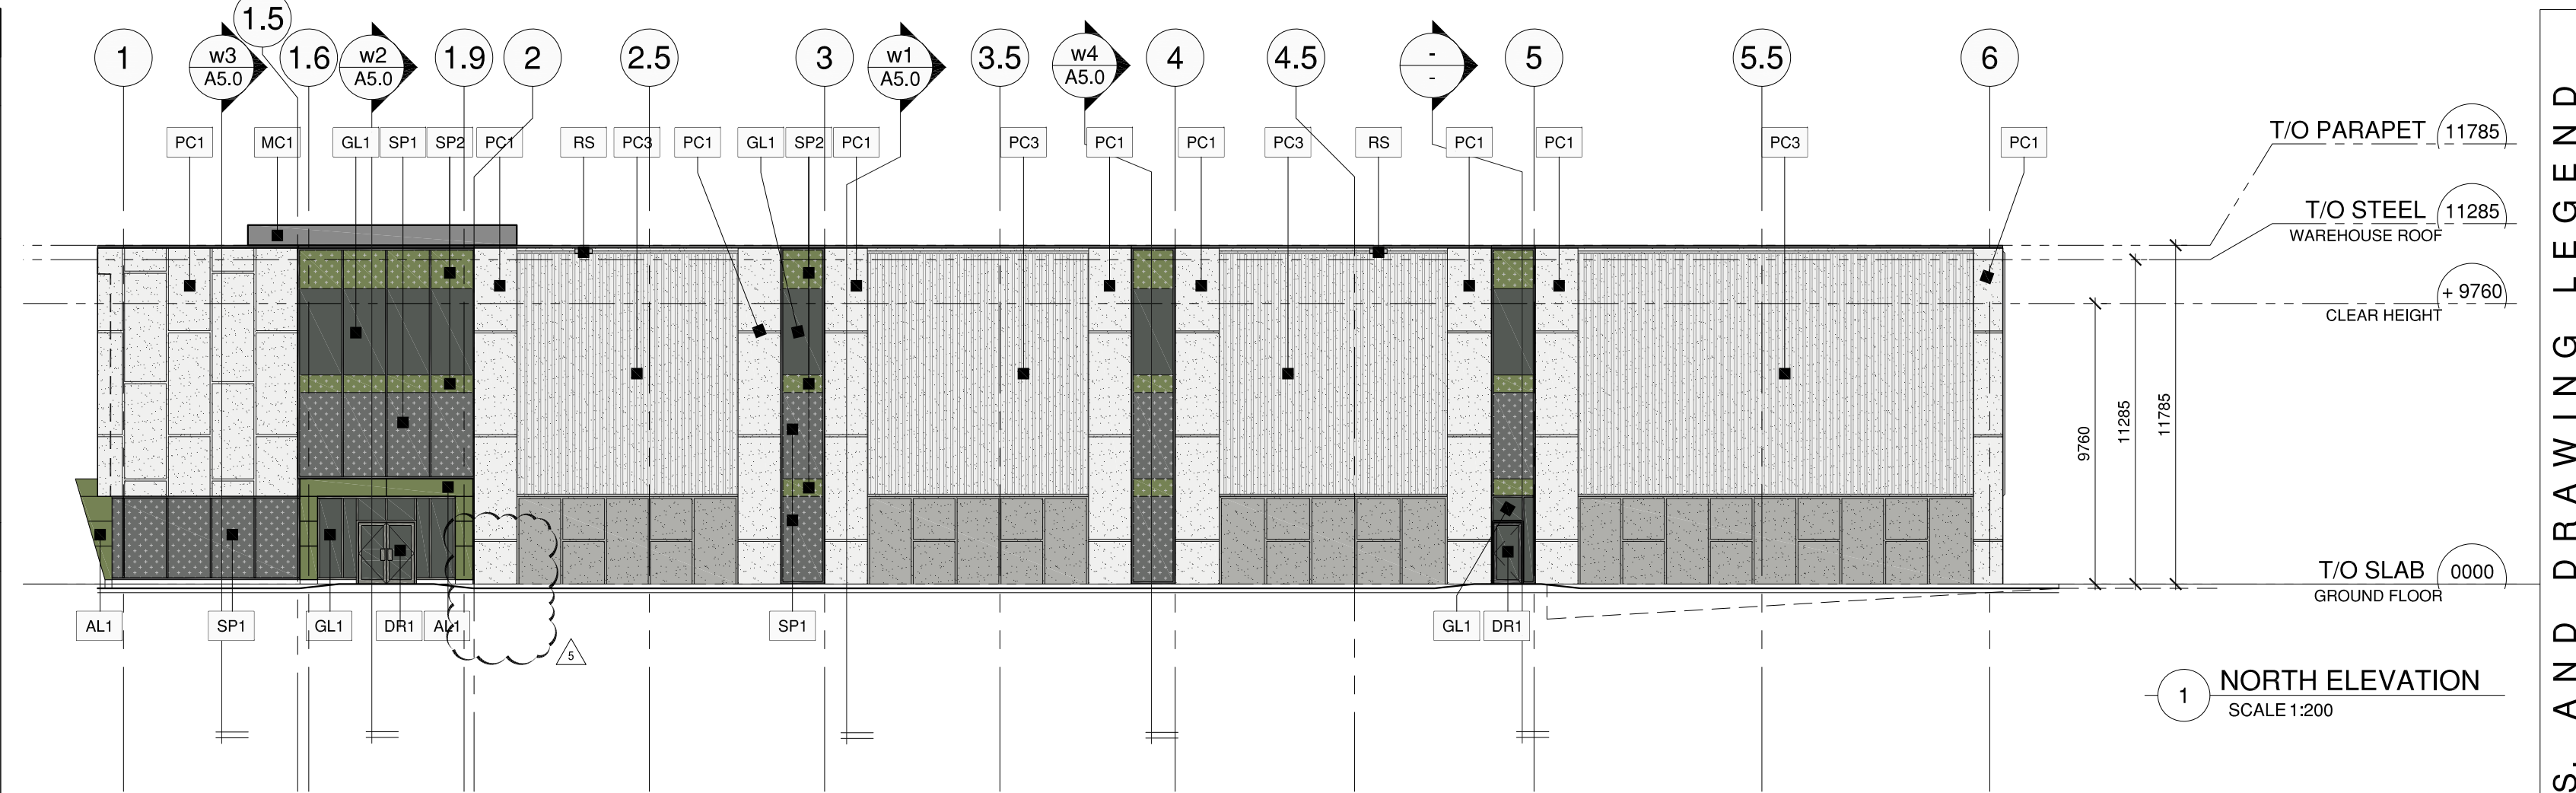 1.5
1
w3
A5.0
1.6
w2
A5.0
1.9
2
2.5
3
w1
A5.0
3.5
w4
A5.0
4
4.5
-
-
5
5.5
6
PC1
MC1
GL1
SP1
SP2
PC1
RS
PC3
PC1
GL1
SP2
PC1
PC3
PC1
PC1
PC3
RS
PC1
PC1
PC3
PC1
T/O PARAPET 11785
T/O STEEL 11285
WAREHOUSE ROOF
+ 9760
CLEAR HEIGHT
9760
11285
11785
T/O SLAB 0000
GROUND FLOOR
AL1
SP1
GL1
DR1
AL1
5
SP1
GL1
DR1
1
NORTH ELEVATION
SCALE 1:200
S. AND DRAWING LEGEND